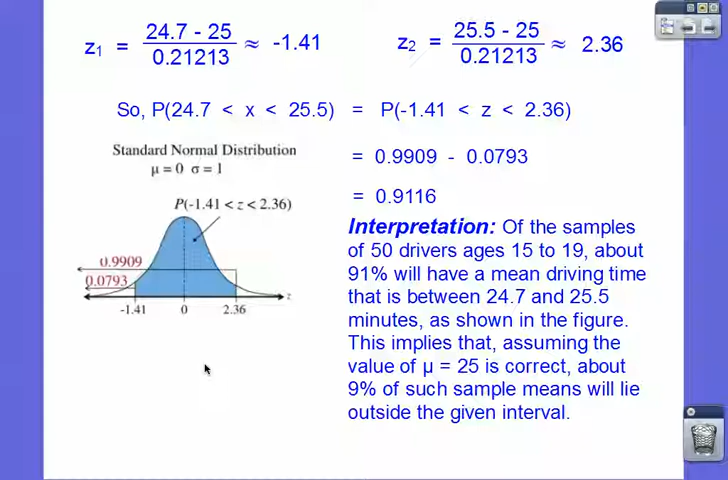 z1 = 24.7 - 25 / 0.21213 ≈ -1.41
z2 = 25.5 - 25 / 0.21213 ≈ 2.36
So, P(24.7 < x < 25.5) = P(-1.41 < z < 2.36)
Standard Normal Distribution
μ = 0 σ = 1
P(-1.41 < z < 2.36)
0.9909
0.0793
z
-1.41 0 2.36
= 0.9909 - 0.0793
= 0.9116
Interpretation: Of the samples
of 50 drivers ages 15 to 19, about
91% will have a mean driving time
that is between 24.7 and 25.5
minutes, as shown in the figure.
This implies that, assuming the
value of μ = 25 is correct, about
9% of such sample means will lie
outside the given interval.